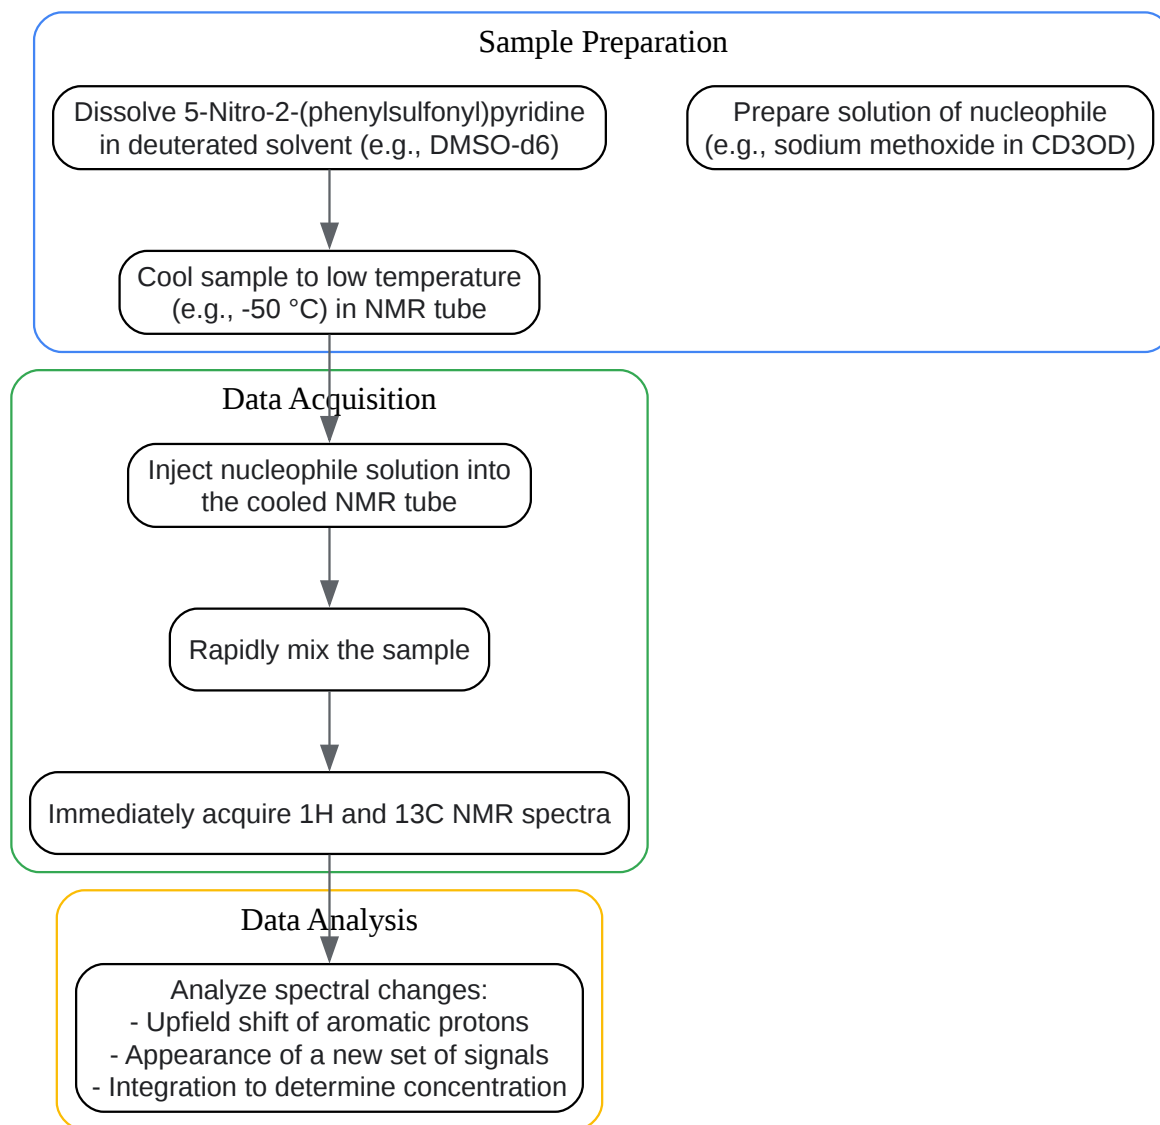 Sample Preparation
Dissolve 5-Nitro-2-(phenylsulfonyl)pyridine
in deuterated solvent (e.g., DMSO-d6)
Prepare solution of nucleophile
(e.g., sodium methoxide in CD3OD)
Cool sample to low temperature
(e.g., -50 °C) in NMR tube
Data Acquisition
Inject nucleophile solution into
the cooled NMR tube
Rapidly mix the sample
Immediately acquire 1H and 13C NMR spectra
Data Analysis
Analyze spectral changes:
- Upfield shift of aromatic protons
- Appearance of a new set of signals
- Integration to determine concentration